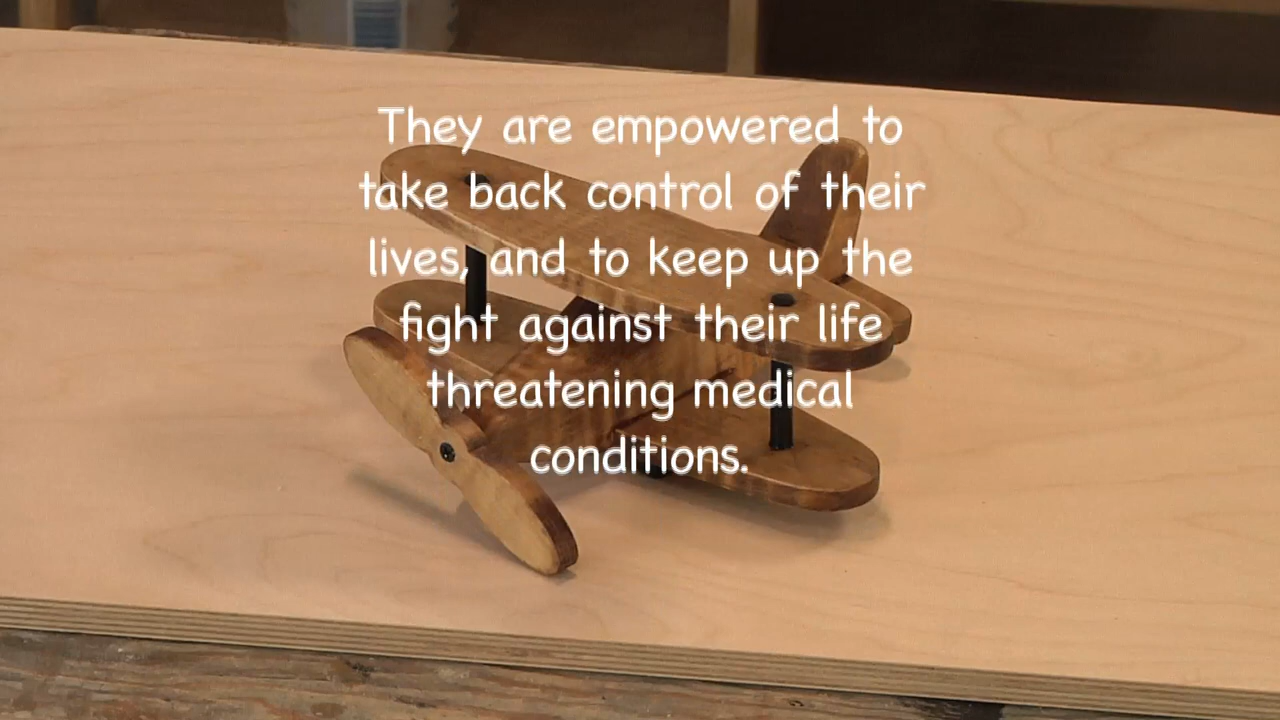 They are empowered to
take back control of their
lives, and to keep up the
fight against their life
threatening medical
conditions.